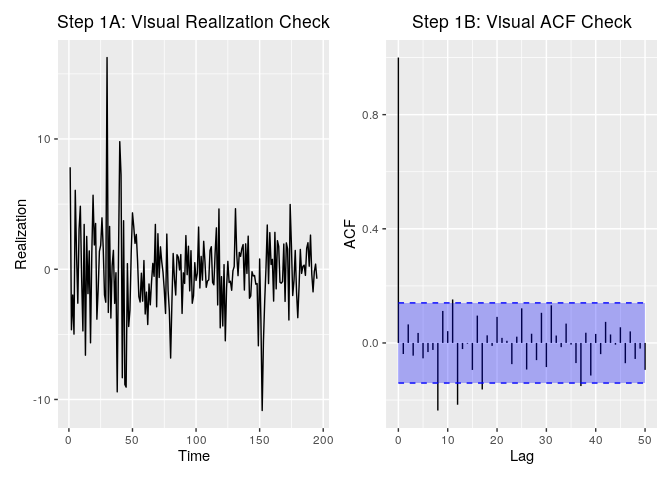 Step 1A: Visual Realization Check
Realization
10
0
-10
0
50
100
150
200
Time
Step 1B: Visual ACF Check
ACF
0.8
0.4
0.0
0
10
20
30
40
50
Lag